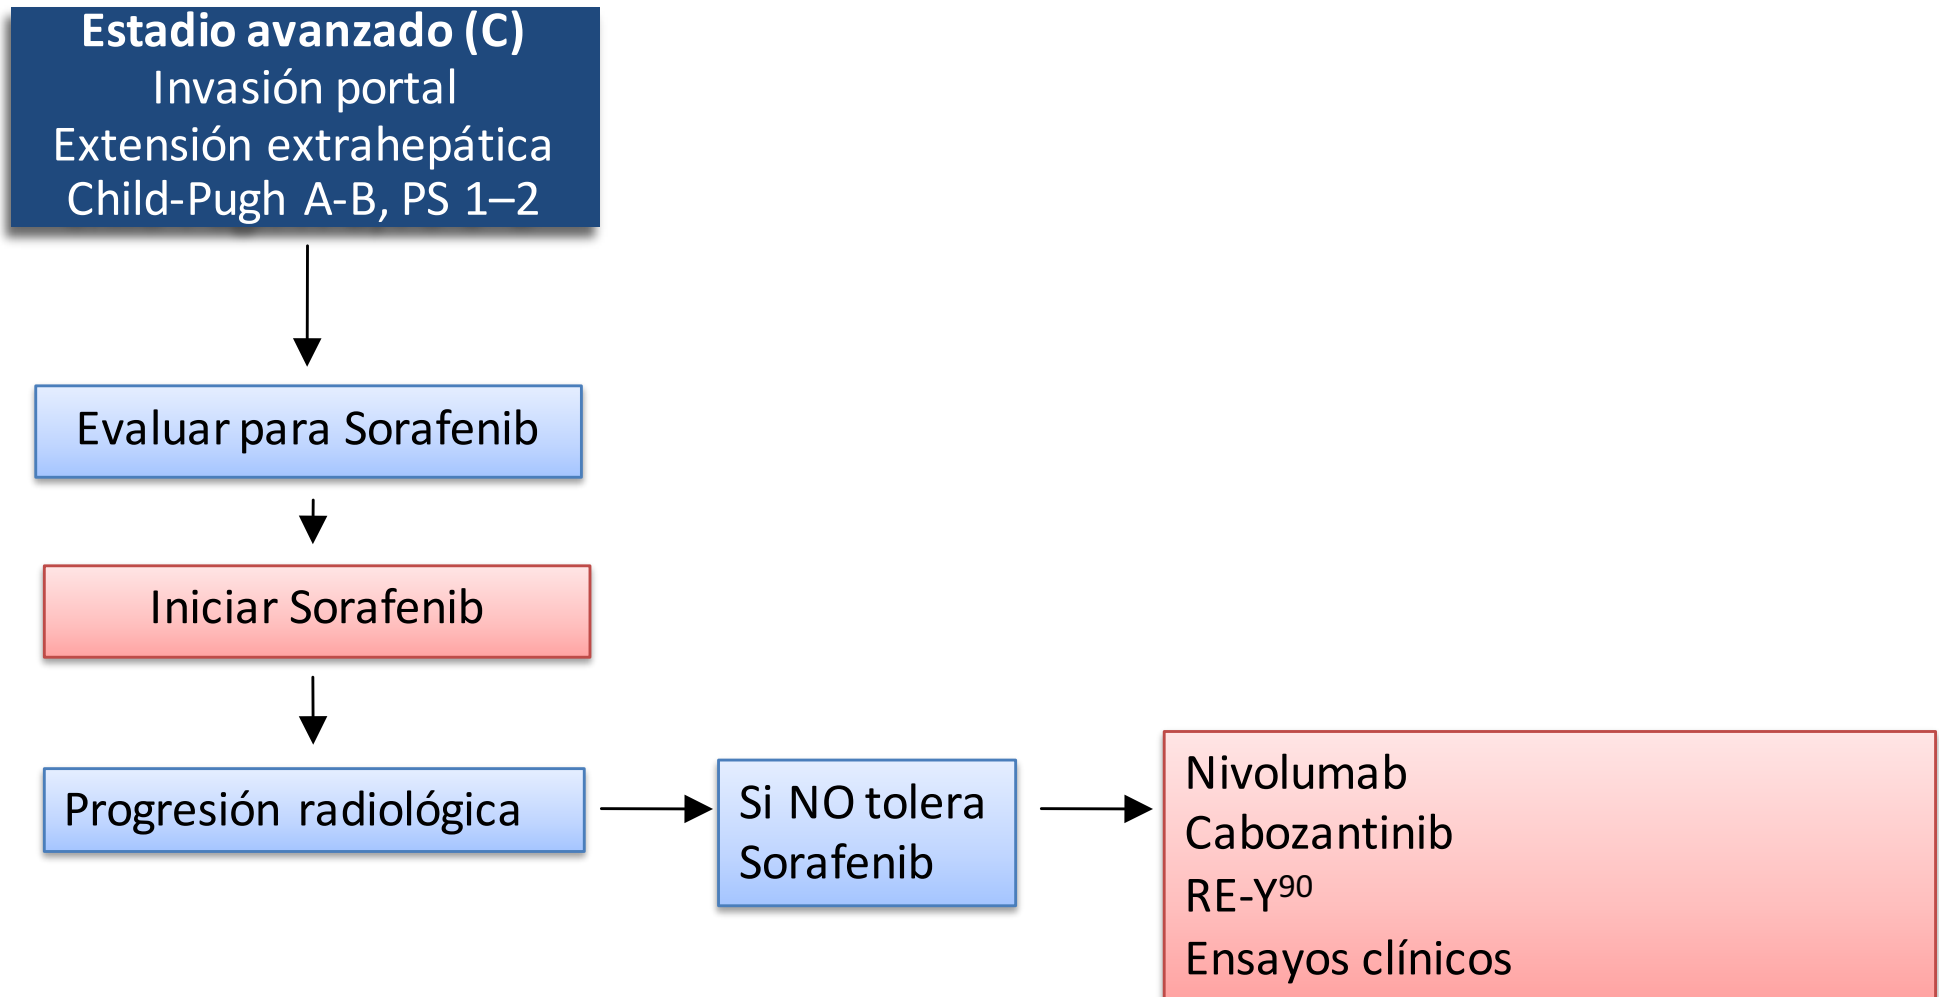 Estadio avanzado (C)
Invasión portal
Extensión extrahepática
Child-Pugh A-B, PS 1–2
Evaluar para Sorafenib
Iniciar Sorafenib
Progresión radiológica
Si NO tolera
Sorafenib
Nivolumab
Cabozantinib
RE-Y⁹⁰
Ensayos clínicos